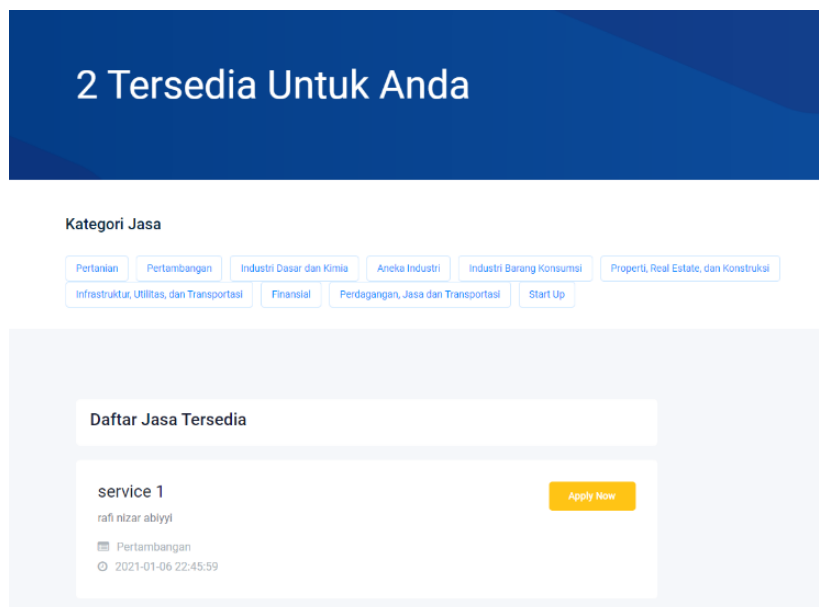 2 Tersedia Untuk Anda
Kategori Jasa
Pertanian Pertambangan Industri Dasar dan Kimia Aneka Industri Industri Barang Konsumsi Properti, Real Estate, dan Konstruksi
Infrastruktur, Utilitas, dan Transportasi Finansial Perdagangan, Jasa dan Transportasi Start Up
Daftar Jasa Tersedia
service 1
Apply Now
rafi nizar abiyyi
Pertambangan
2021-01-06 22:45:59